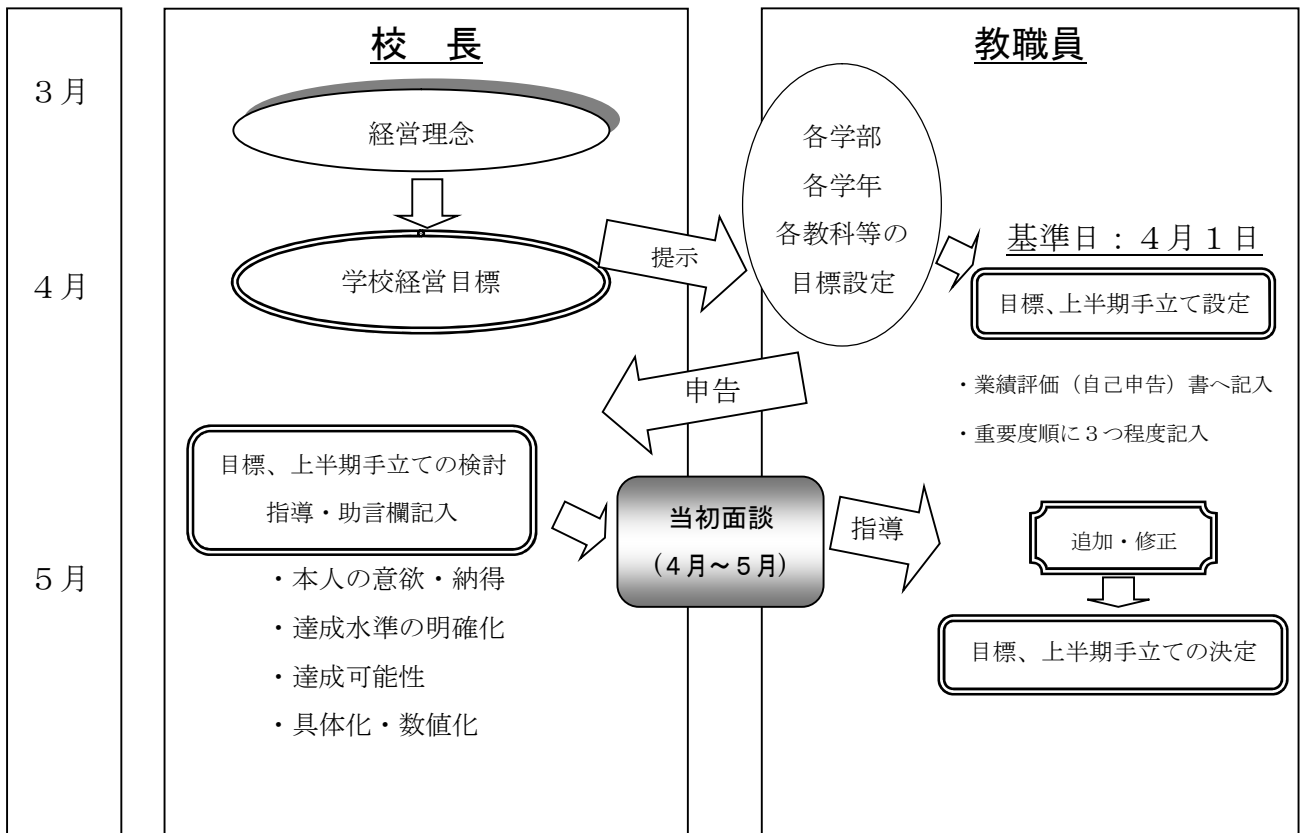 ３月
４月
５月
校　長
経営理念
学校経営目標
提示
申告
目標、上半期手立ての検討
指導・助言欄記入
・本人の意欲・納得
・達成水準の明確化
・達成可能性
・具体化・数値化
当初面談
(４月～５月)
指導
教職員
各学部
各学年
各教科等の
目標設定
基準日：４月１日
目標、上半期手立て設定
・業績評価（自己申告）書へ記入
・重要度順に３つ程度記入
追加・修正
目標、上半期手立ての決定